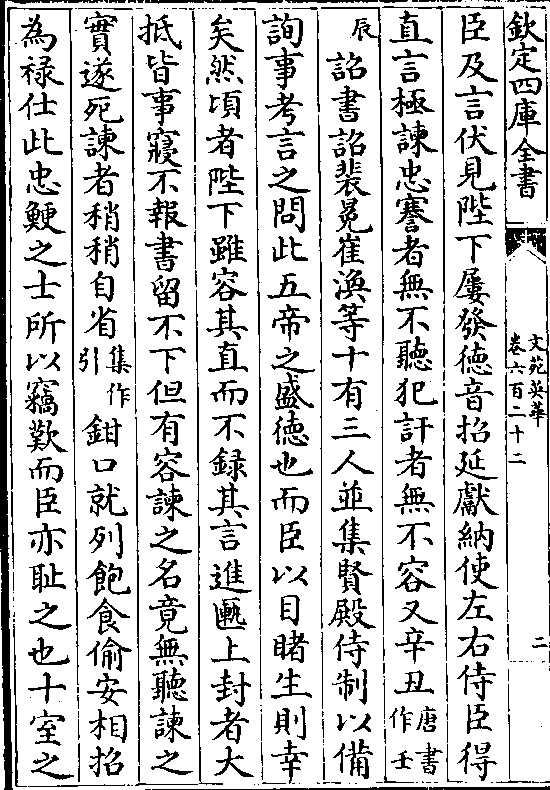 欽定四庫全書
文苑英華
卷六百二十二
二
臣及言伏見陛下屢發徳音招延獻納使左右侍臣得
直言極諫忠謇者無不聽犯訐者無不容又辛丑唐書作壬
辰詔書詔裴冕崔渙等十有三人並集賢殿侍制以備
詢事考言之問此五帝之盛徳也而臣以目睹生則幸
矣然頃者陛下雖容其直而不録其言進匭上封者大
抵皆事寢不報書留不下但有容諫之名竟無聽諫之
實遂死諫者稍稍自省集作引鉗口就列飽食偷安相招
為禄仕此忠鯁之士所以竊歎而臣亦恥之也十室之